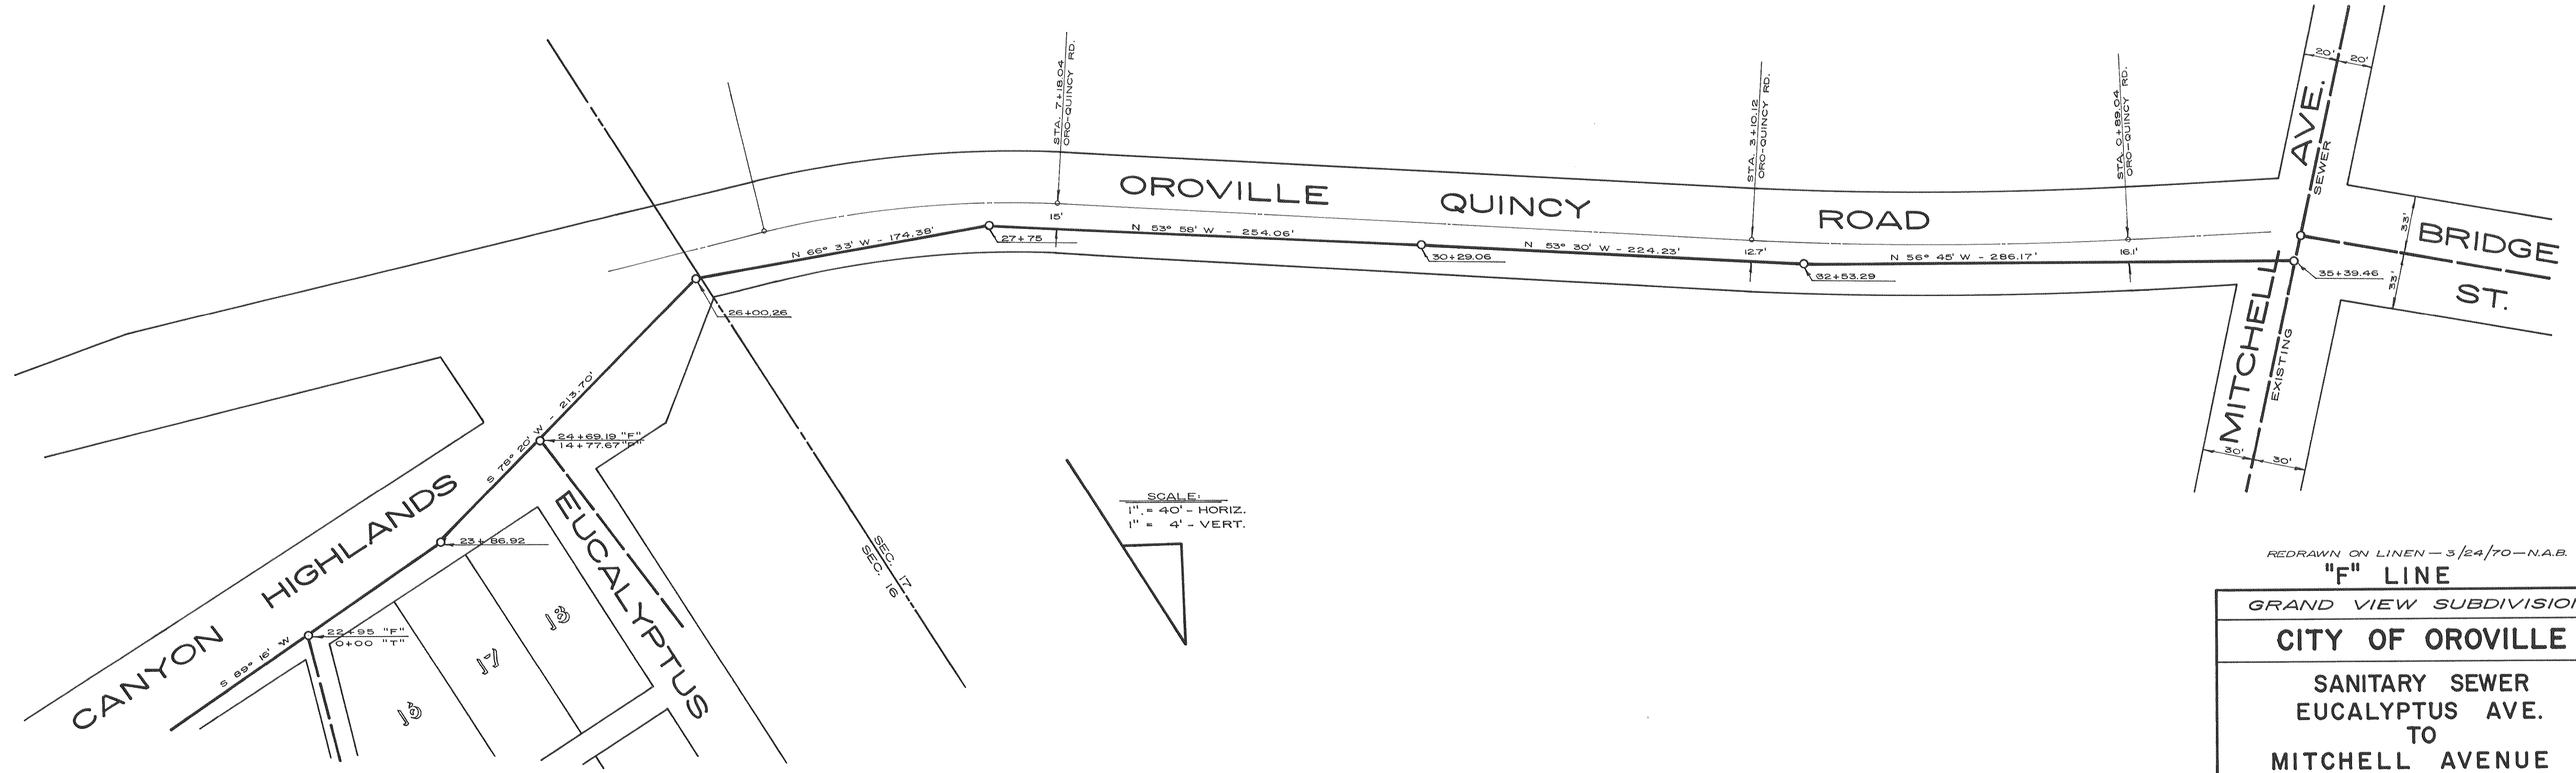 STA. 7+18.04
ORO-QUINCY RD.
STA. 3+10.12
ORO-QUINCY RD.
STA. 0+89.04
ORO-QUINCY RD.
20'
20'
AVE.
SEWER
OROVILLE QUINCY ROAD
15'
N 66° 33' W - 174.38'
27+75
N 53° 58' W - 254.06'
30+29.06
N 53° 30' W - 224.23'
12.7'
32+53.29
N 56° 45' W - 286.17'
16.1'
35+39.46
33'
33'
BRIDGE
ST.
MITCHELL
EXISTING
30'
30'
26+00.26
S 78° 20' W - 213.70'
24+69.19 "F"
14+77.67
23+86.92
CANYON HIGHLANDS
EUCALYPTUS
22+95 "F"
0+00 "T"
S 89° 16' W
16
17
18
SEC. 17
SEC. 16
SCALE:
1" = 40' - HORIZ.
1" = 4' - VERT.
REDRAWN ON LINEN — 3/24/70 — N.A.B.
"F" LINE
GRAND VIEW SUBDIVISION
CITY OF OROVILLE
SANITARY SEWER
EUCALYPTUS AVE.
TO
MITCHELL AVENUE